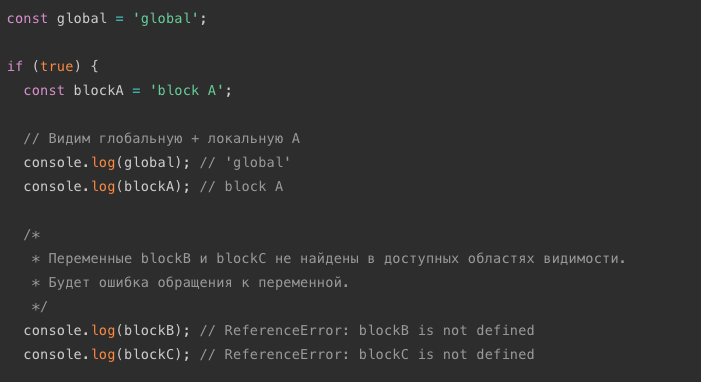 const global = 'global';
if (true) {
const blockA = 'block A';
// Видим глобальную + локальную А
console.log(global); // 'global'
console.log(blockA); // block A
/*
* Переменные blockB и blockC не найдены в доступных областях видимости.
* Будет ошибка обращения к переменной.
*/
console.log(blockB); // ReferenceError: blockB is not defined
console.log(blockC); // ReferenceError: blockC is not defined